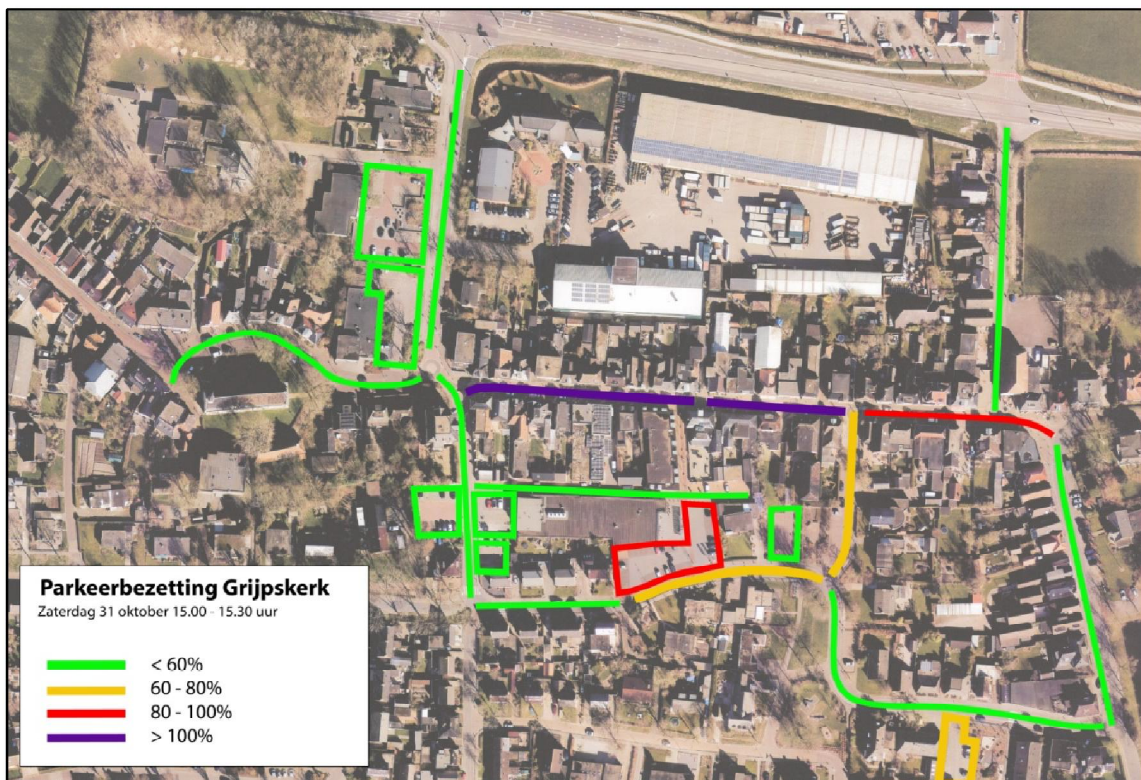 Parkeerbezetting Grijpskerk
Zaterdag 31 oktober 15.00 - 15.30 uur
< 60%
60 - 80%
80 - 100%
> 100%